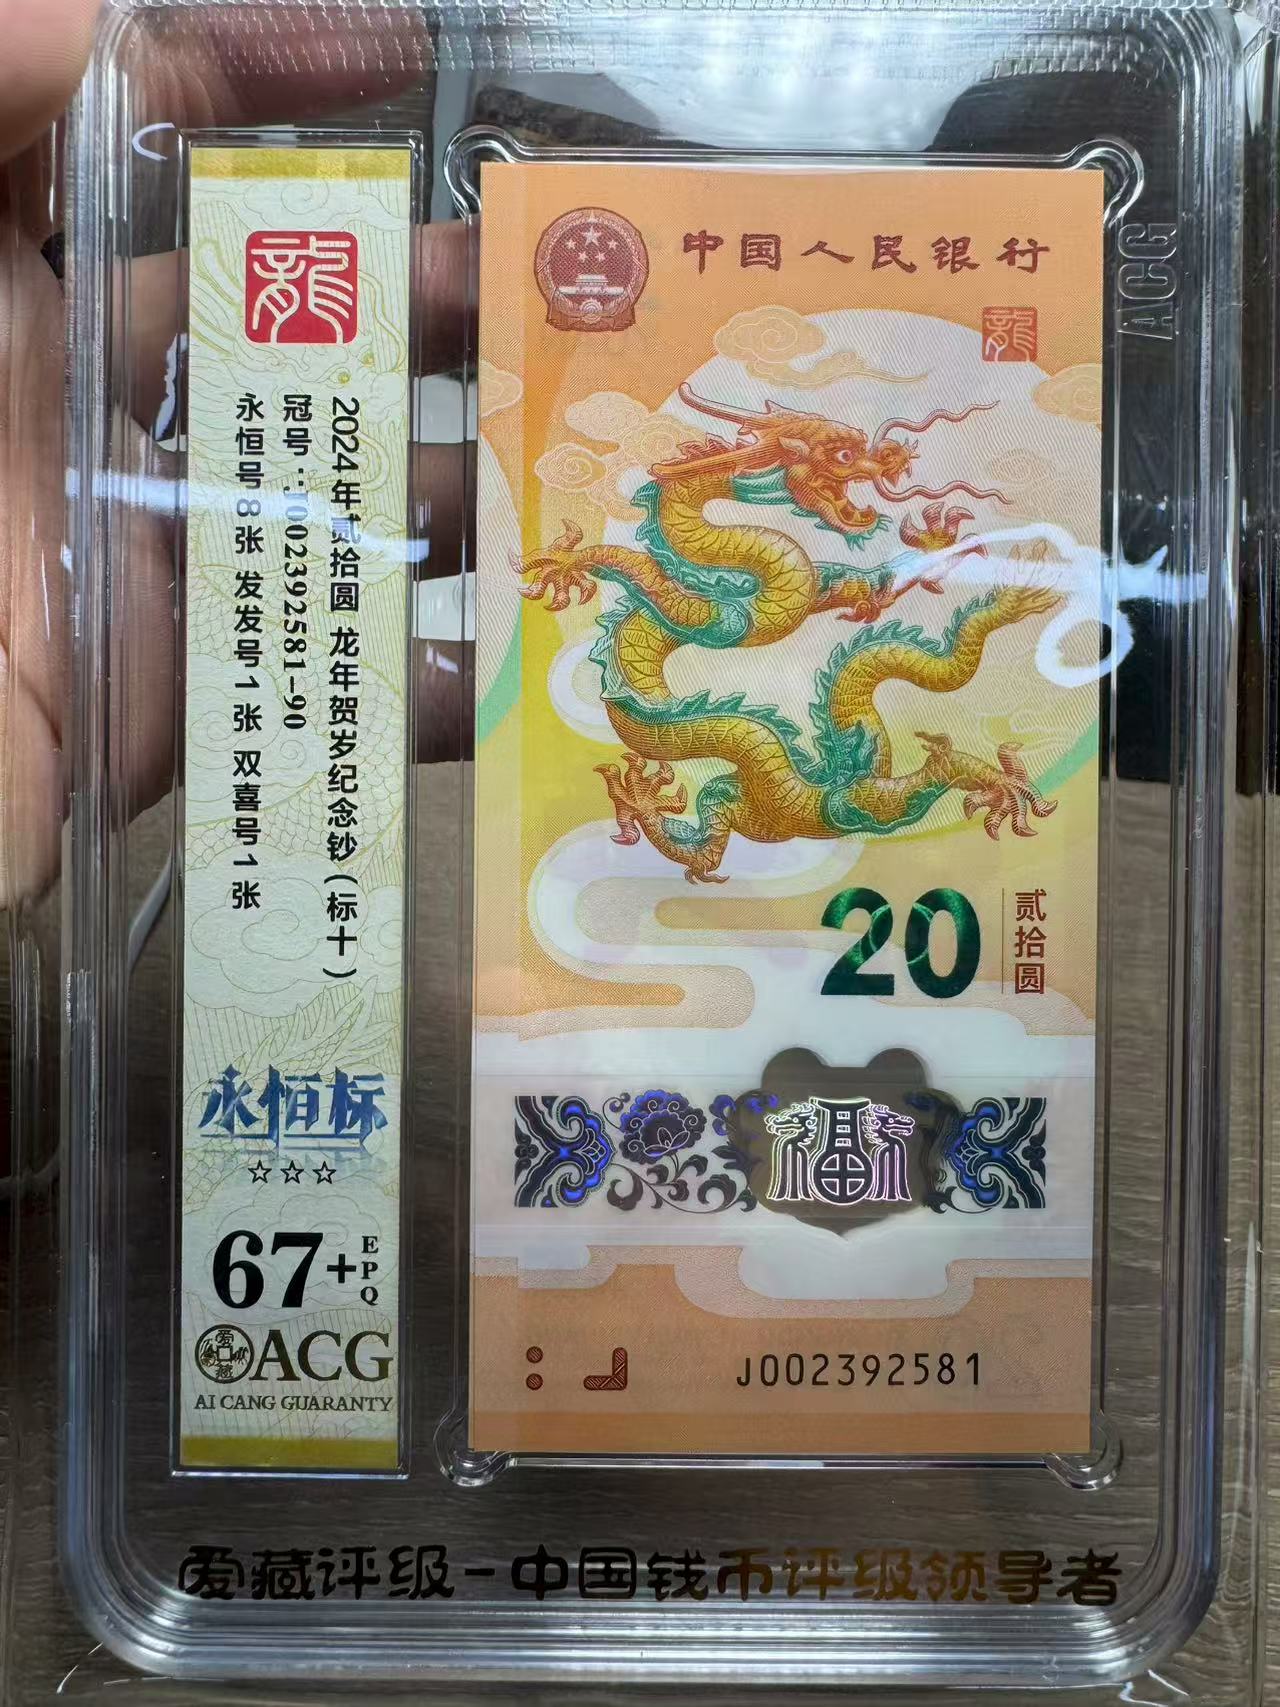 龍
2024年贰拾圆 龙年贺岁纪念钞(标十)
冠号:J002392581-90
永恒号8张 发发号1张 双喜号1张
永恒标
☆☆☆
67+EPQ
爱藏
ACG
AI CANG GUARANTY
中国人民银行
龍
20
贰拾圆
福
J002392581
ACG
爱藏评级-中国钱币评级领导者